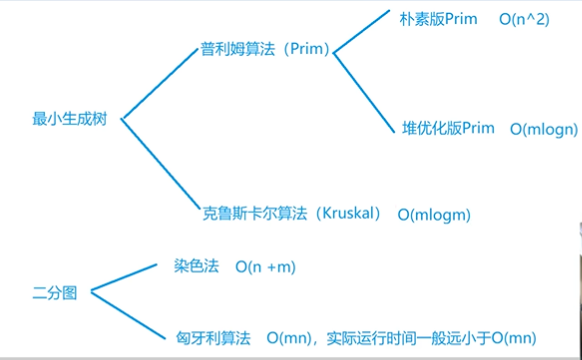 朴素版Prim O(n^2)
普利姆算法（Prim）
最小生成树
堆优化版Prim O(mlogn)
克鲁斯卡尔算法（Kruskal） O(mlogm)
染色法 O(n +m)
二分图
匈牙利算法 O(mn)，实际运行时间一般远小于O(mn)